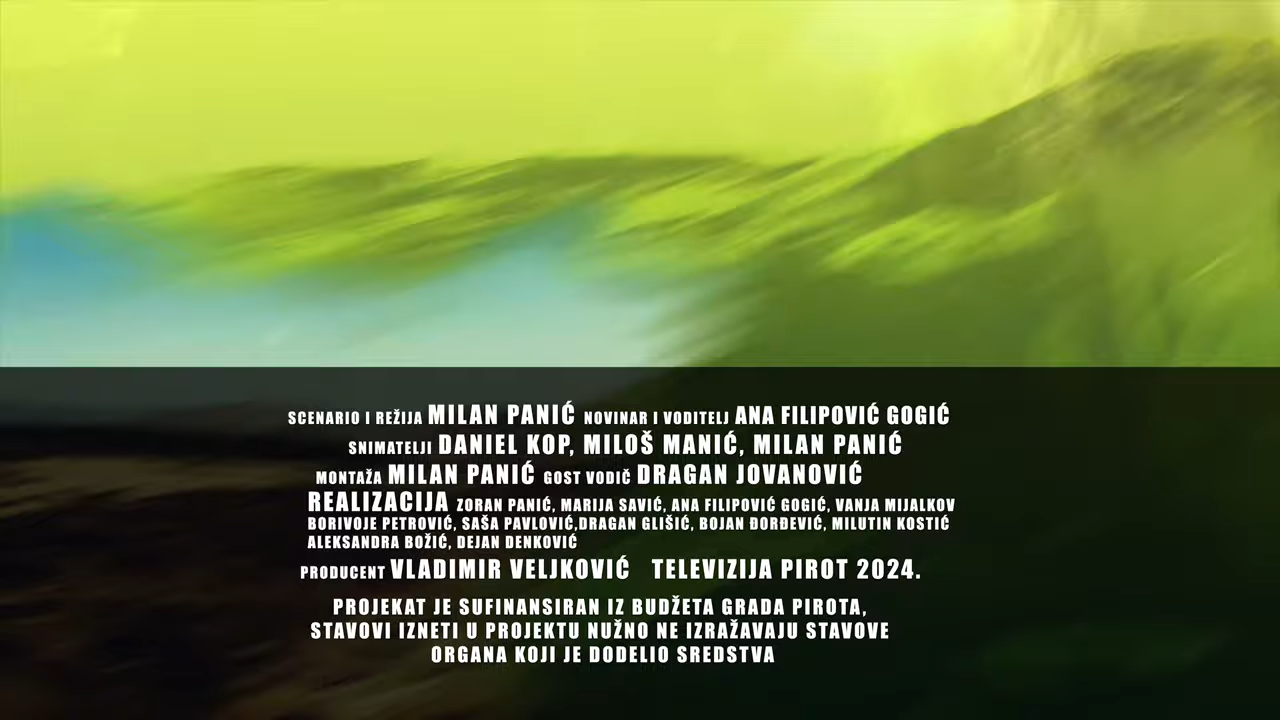 SCENARIO I REŽIJA MILAN PANIĆ NOVINAR I VODITELJ ANA FILIPOVIĆ GOGIĆ
SNIMATELJI DANIEL KOP, MILOŠ MANIĆ, MILAN PANIĆ
MONTAŽA MILAN PANIĆ GOST VODIČ DRAGAN JOVANOVIĆ
REALIZACIJA ZORAN PANIĆ, MARIJA SAVIĆ, ANA FILIPOVIĆ GOGIĆ, VANJA MIJALKOV
BORIVOJE PETROVIĆ, SAŠA PAVLOVIĆ,DRAGAN GLIŠIĆ, BOJAN ĐORĐEVIĆ, MILUTIN KOSTIĆ
ALEKSANDRA BOŽIĆ, DEJAN DENKOVIĆ
PRODUCENT VLADIMIR VELJKOVIĆ TELEVIZIJA PIROT 2024.
PROJEKAT JE SUFINANSIRAN IZ BUDŽETA GRADA PIROTA,
STAVOVI IZNETI U PROJEKTU NUŽNO NE IZRAŽAVAJU STAVOVE
ORGANA KOJI JE DODELIO SREDSTVA